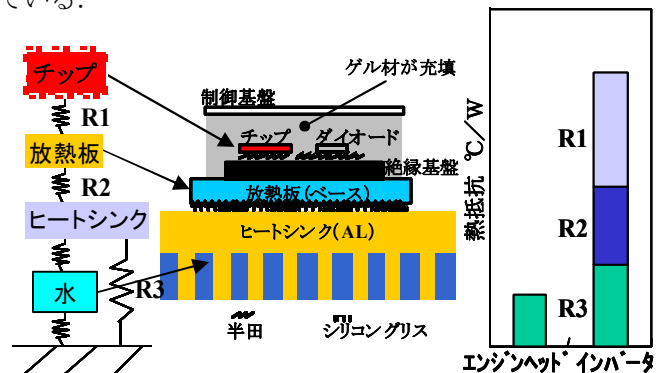 ている.
チップ
R1
放熱板
R2
ヒートシンク
水
R3
ゲル材が充填
制御基盤
チップ
ダイオード
絶縁基盤
放熱板(ベース)
ヒートシンク(AL)
半田
シリコングリス
熱抵抗 ℃/W
R1
R2
R3
エンジンヘッド
インバータ